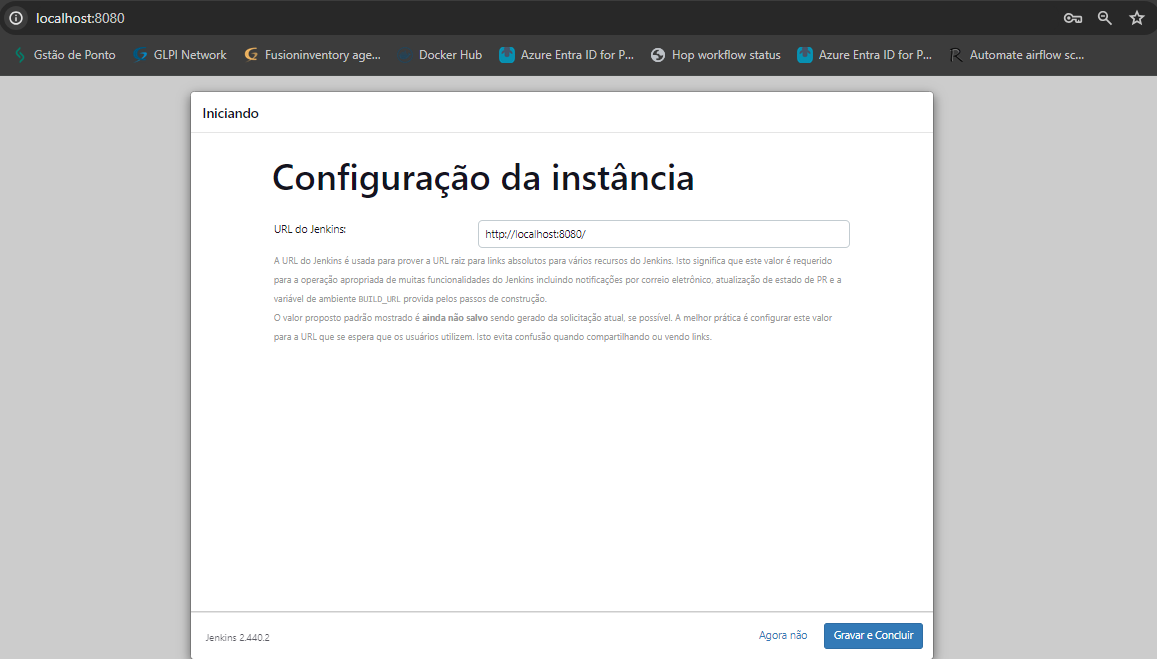 localhost:8080
Gstão de Ponto GLPI Network Fusioninventory age... Docker Hub Azure Entra ID for P... Hop workflow status Azure Entra ID for P... Automate airflow sc...
Iniciando
Configuração da instância
URL do Jenkins: http://localhost:8080/
A URL do Jenkins é usada para prover a URL raiz para links absolutos para vários recursos do Jenkins. Isto significa que este valor é requerido
para a operação apropriada de muitas funcionalidades do Jenkins incluindo notificações por correio eletrônico, atualização de estado de PR e a
variável de ambiente BUILD_URL provida pelos passos de construção.
O valor proposto padrão mostrado é ainda não salvo sendo gerado da solicitação atual, se possível. A melhor prática é configurar este valor
para a URL que se espera que os usuários utilizem. Isto evita confusão quando compartilhando ou vendo links.
Jenkins 2.440.2 Agora não Gravar e Concluir